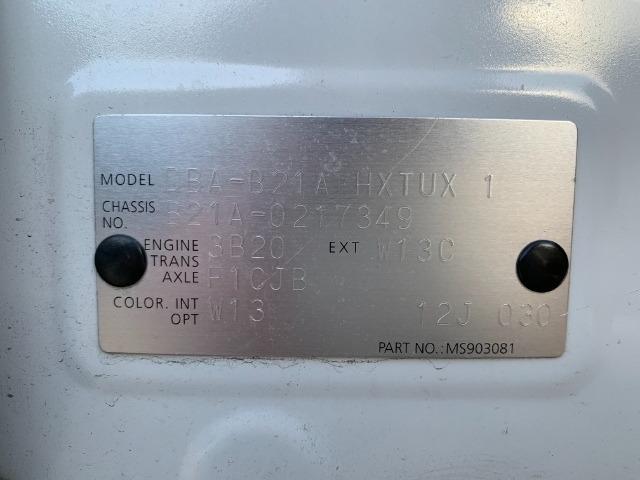 MODEL DBA-B21A HXTUX 1
CHASSIS NO. B21A-0217349
ENGINE 3B20 EXT W13C
TRANS AXLE F1CJB
COLOR. INT OPT W13 12J 030
PART NO.:MS903081